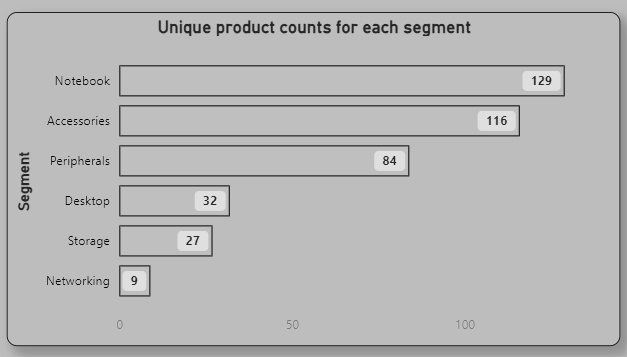 Unique product counts for each segment
Segment
Notebook 129
Accessories 116
Peripherals 84
Desktop 32
Storage 27
Networking 9
0 50 100